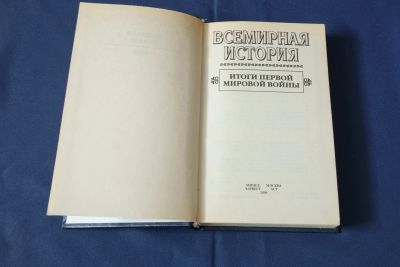 ВСЕМИРНАЯ
ИСТОРИЯ
ИТОГИ ПЕРВОЙ
МИРОВОЙ ВОЙНЫ
МИНСК МОСКВА
ХАРВЕСТ АСТ